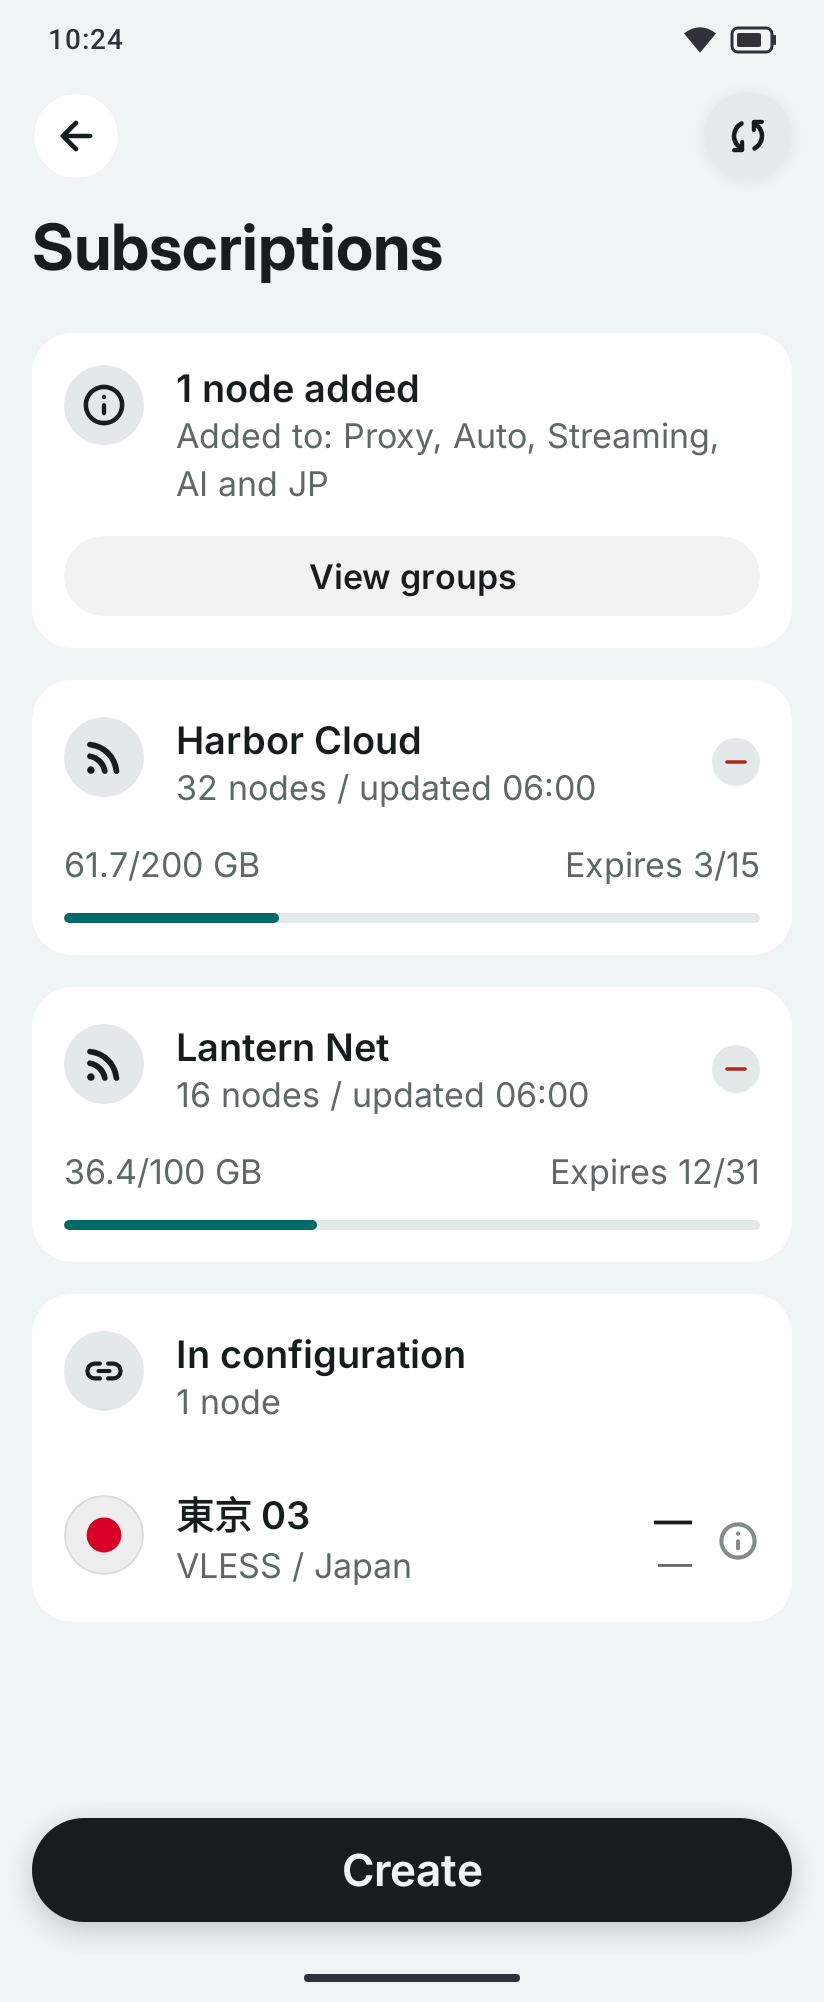 10:24
Subscriptions
1 node added
Added to: Proxy, Auto, Streaming,
AI and JP
View groups
Harbor Cloud
32 nodes / updated 06:00
61.7/200 GB
Expires 3/15
Lantern Net
16 nodes / updated 06:00
36.4/100 GB
Expires 12/31
In configuration
1 node
東京 03
—
VLESS / Japan
—
Create